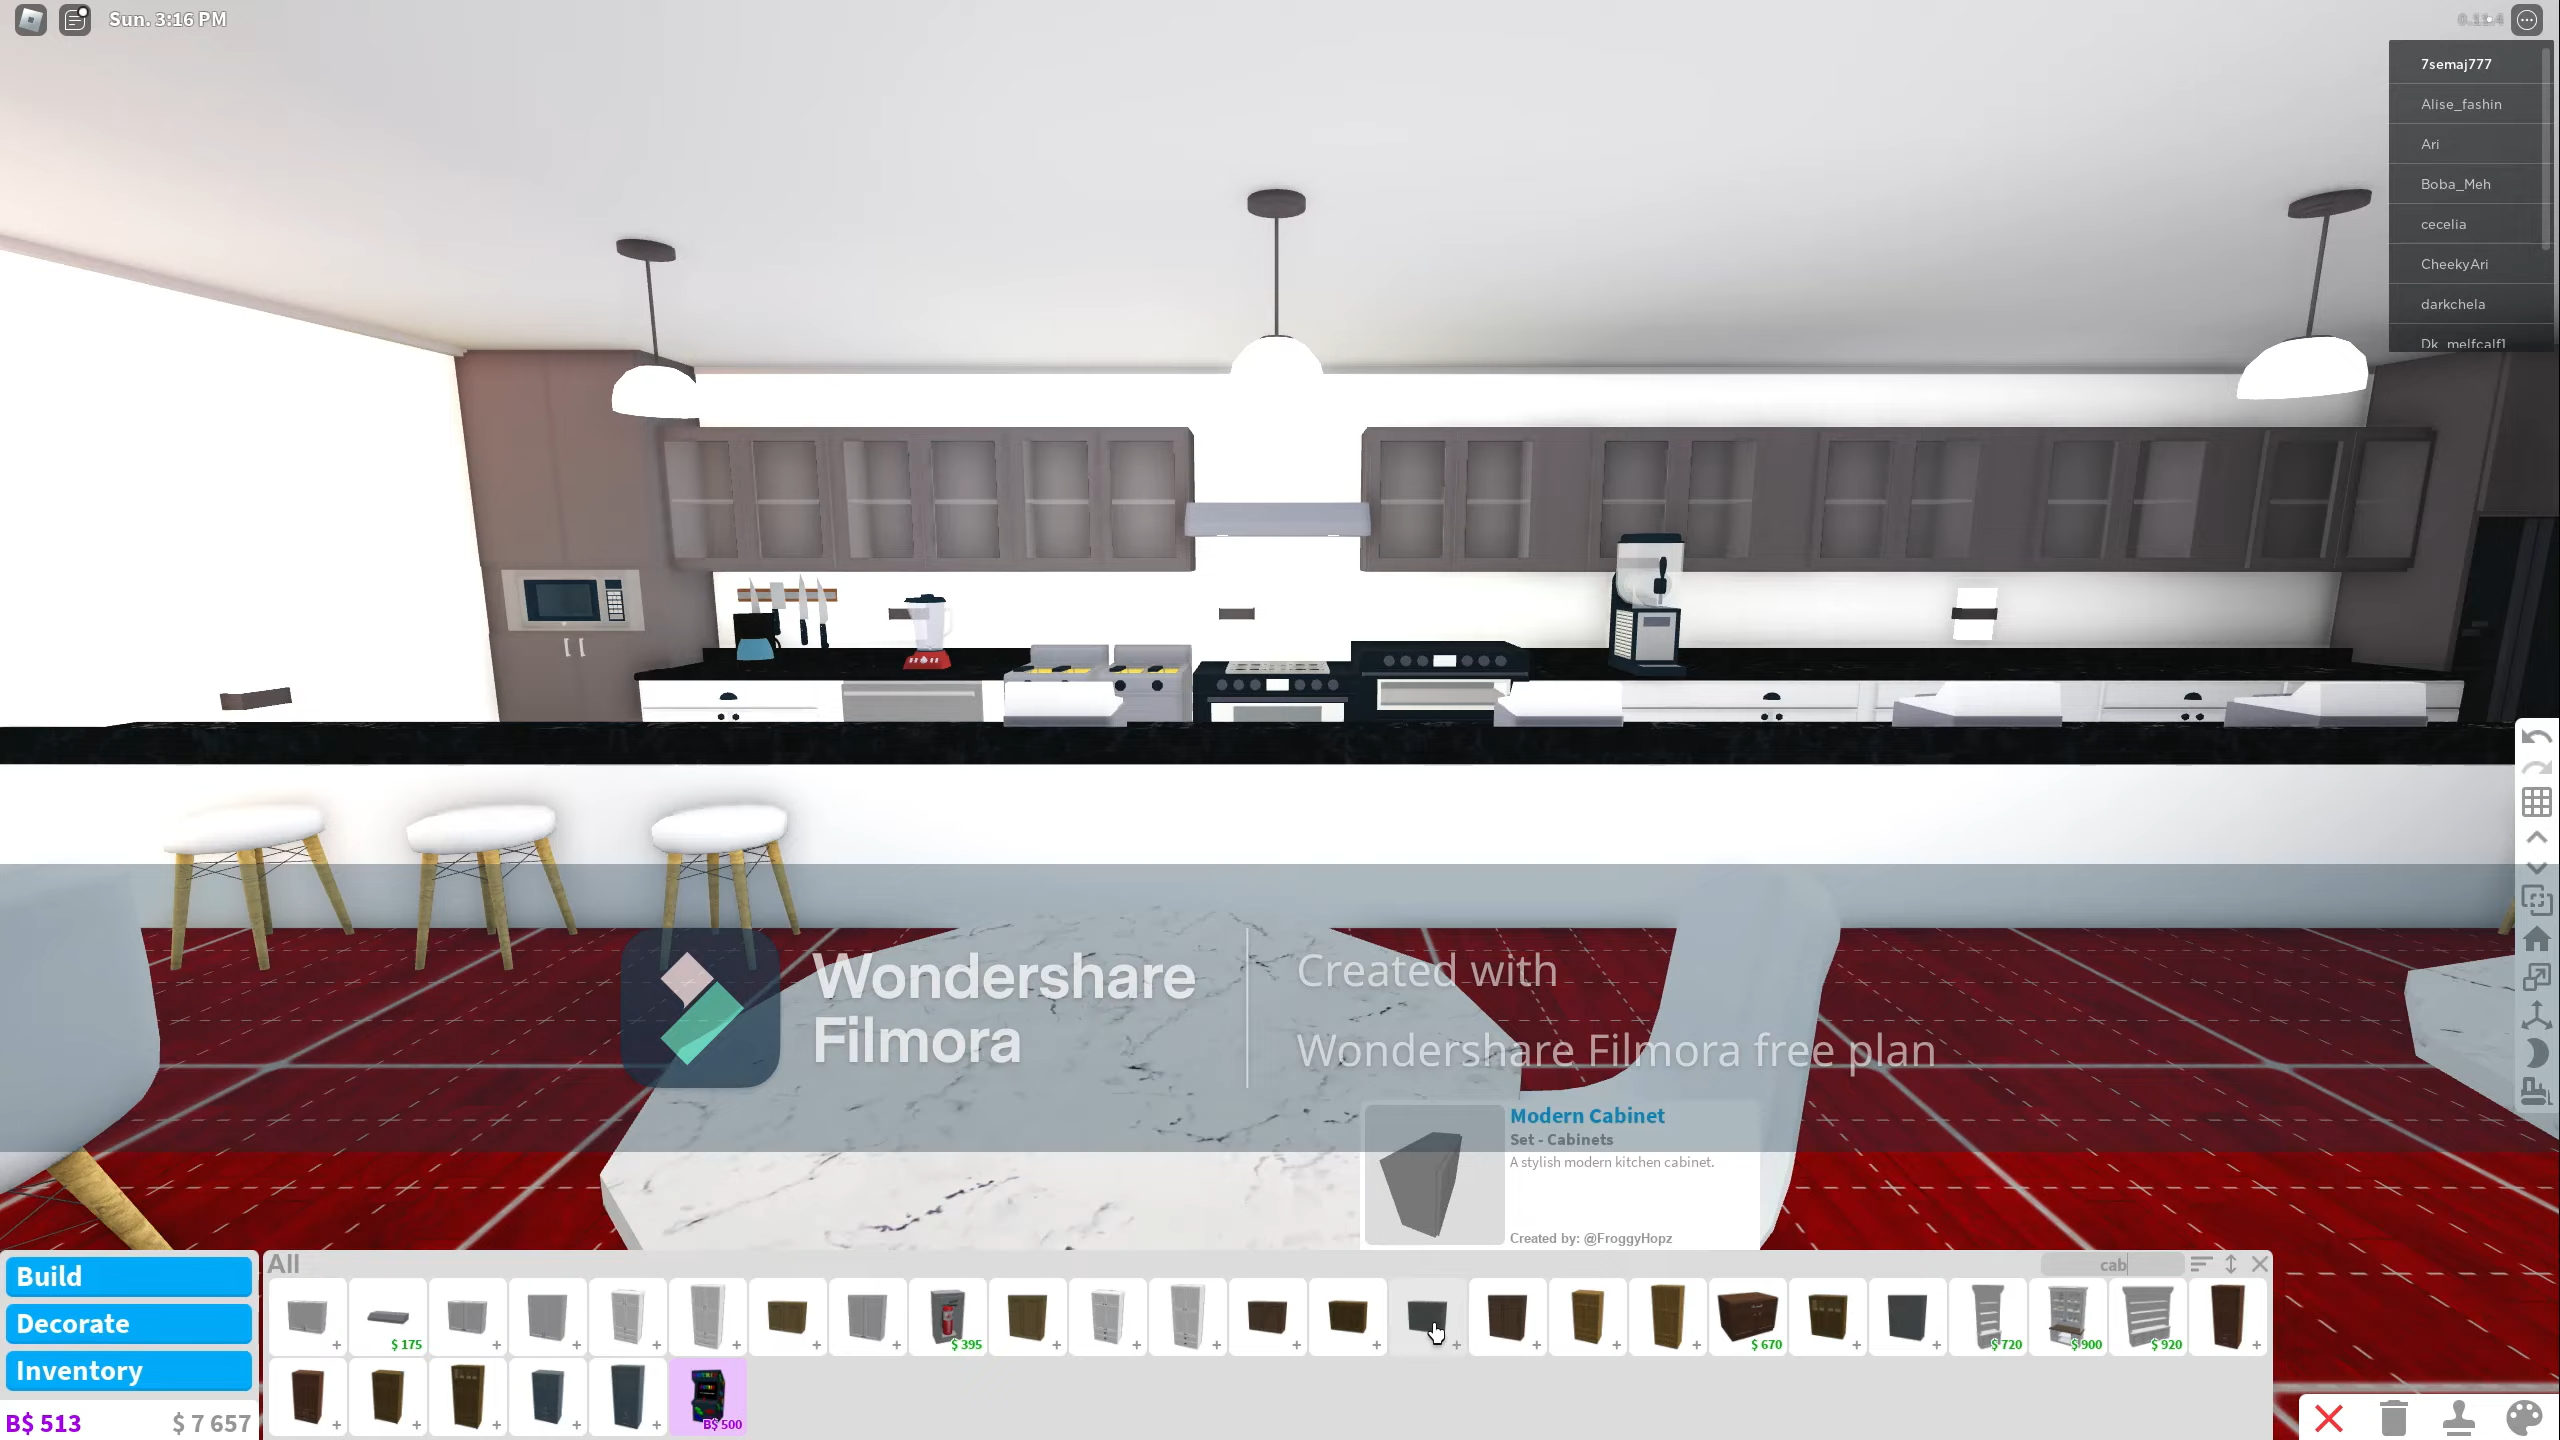 Sun. 3:16 PM
7semaj777
Alise_fashin
Ari
Boba_Meh
cecelia
CheekyAri
darkchela
Dk_melfcalf1
Wondershare
Filmora
Created with
Wondershare Filmora free plan
Modern Cabinet
Set - Cabinets
A stylish modern kitchen cabinet.
Created by: @FroggyHopz
Build
Decorate
Inventory
B$ 513 $ 7 657
All
cab
$ 175 $ 395 $ 670 $ 720 $ 900 $ 920
B$ 500